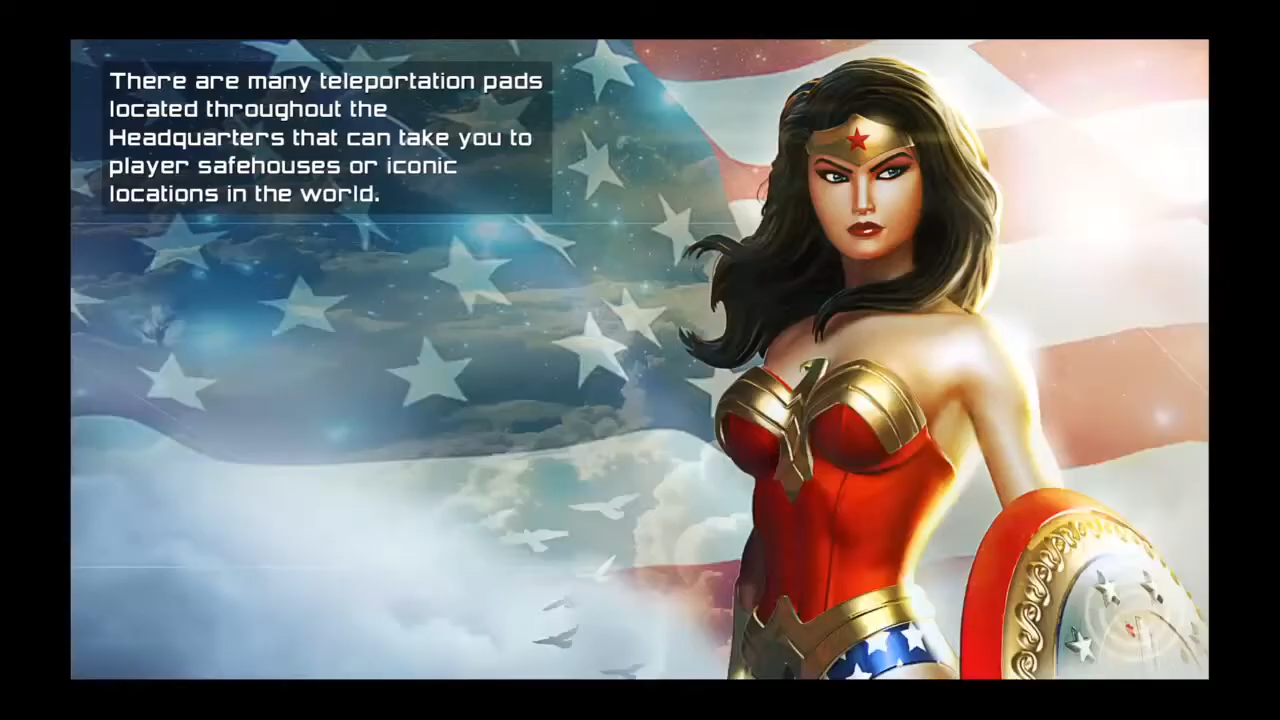 There are many teleportation pads
located throughout the
Headquarters that can take you to
player safehouses or iconic
locations in the world.